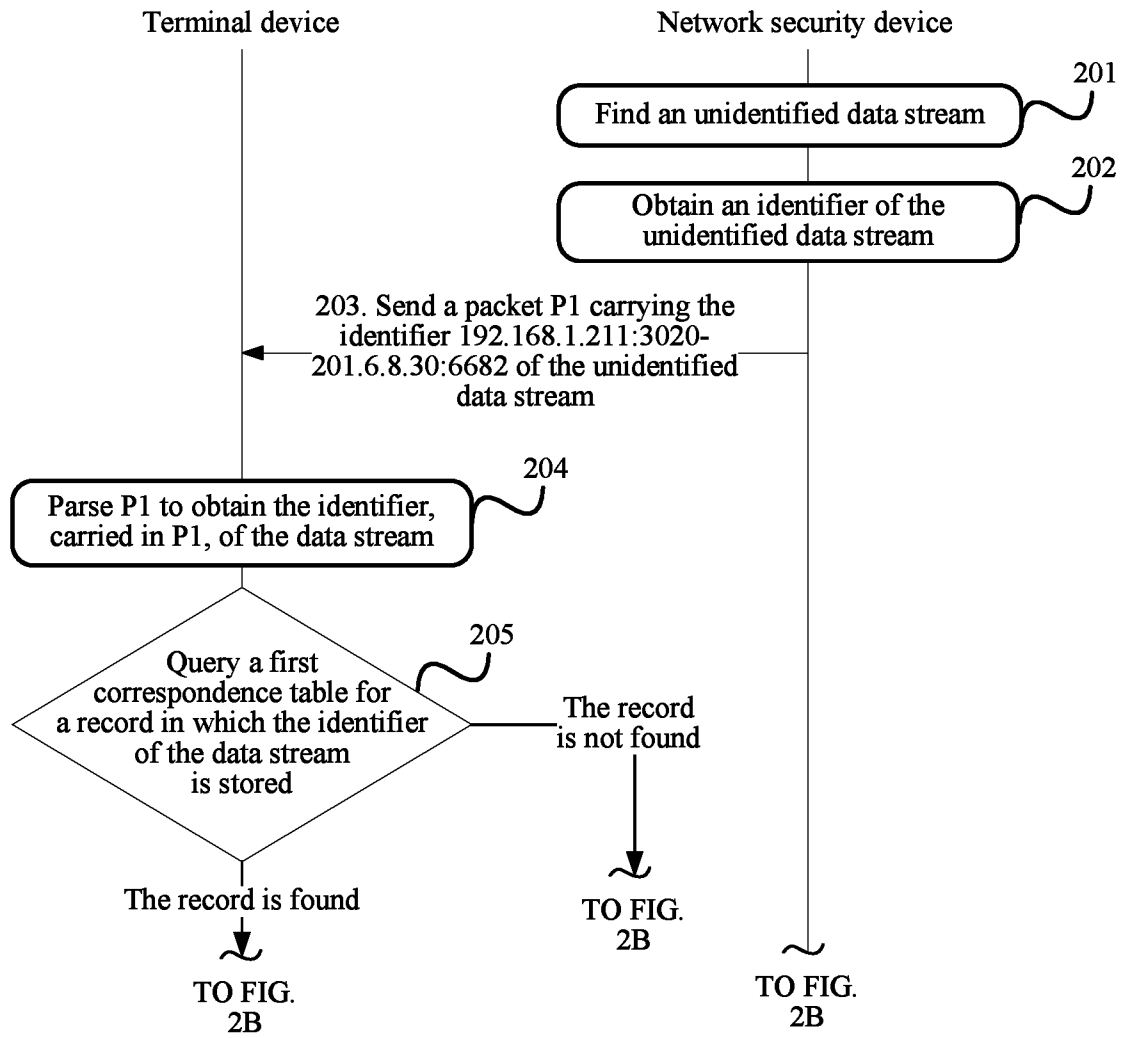 Terminal device
Network security device
201
Find an unidentified data stream
202
Obtain an identifier of the
unidentified data stream
203. Send a packet P1 carrying the
identifier 192.168.1.211:3020-
201.6.8.30:6682 of the unidentified
data stream
204
Parse P1 to obtain the identifier,
carried in P1, of the data stream
205
Query a first
correspondence table for
a record in which the identifier
of the data stream
is stored
The record
is not found
The record is found
TO FIG.
2B
TO FIG.
2B
TO FIG.
2B